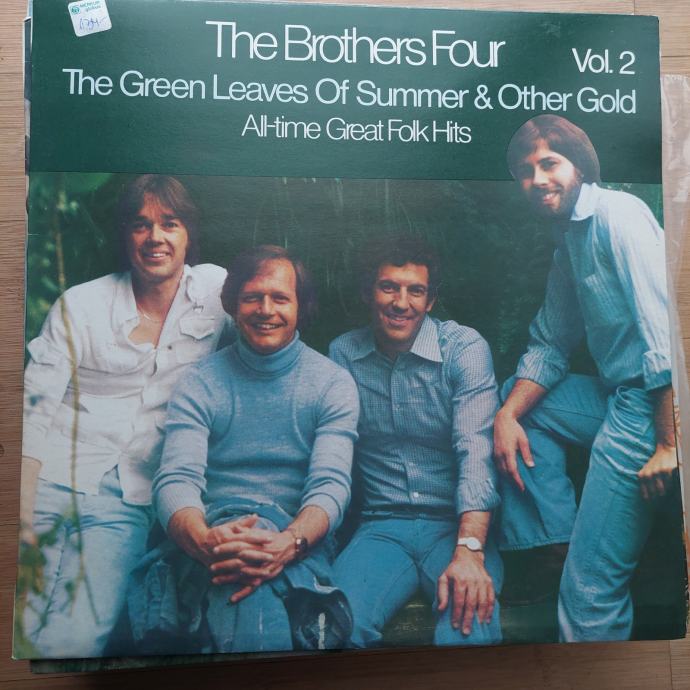 The Brothers Four
Vol. 2
The Green Leaves Of Summer & Other Gold
All-time Great Folk Hits